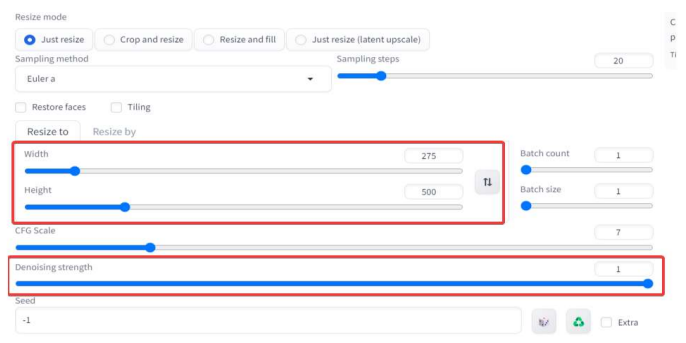 Resize mode
Just resize Crop and resize Resize and fill Just resize (latent upscale)
Sampling method Sampling steps 20
Euler a
Restore faces Tiling
Resize to Resize by
Width 275 Batch count 1
Height 500 Batch size 1
CFG Scale 7
Denoising strength 1
Seed
-1 Extra